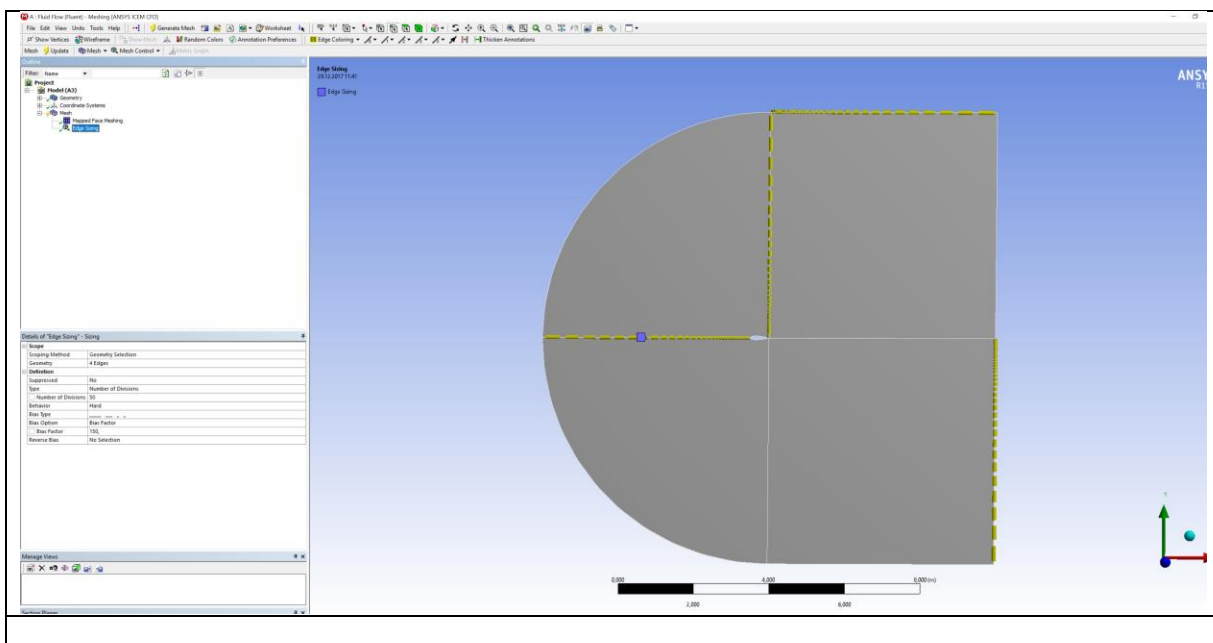 A : Fluid Flow (Fluent) - Meshing [ANSYS ICEM CFD]
File Edit View Units Tools Help Generate Mesh Worksheet
Show Vertices Wireframe Show Mesh Random Colors Annotation Preferences Edge Coloring Thicken Annotations
Mesh Update Mesh Mesh Control Metric Graph
Outline
Filter: Name
Project
Model (A3)
Geometry
Coordinate Systems
Mesh
Mapped Face Meshing
Edge Sizing
Edge Sizing
20.12.2017 11:41
Edge Sizing
ANSY
R1
Details of "Edge Sizing" - Sizing
Scope
Scoping Method Geometry Selection
Geometry 4 Edges
Definition
Suppressed No
Type Number of Divisions
Number of Divisions 50
Behavior Hard
Bias Type
Bias Option Bias Factor
Bias Factor 150,
Reverse Bias No Selection
Manage Views
Section Planes
0,000 4,000 8,000 (m)
2,000 6,000
Y